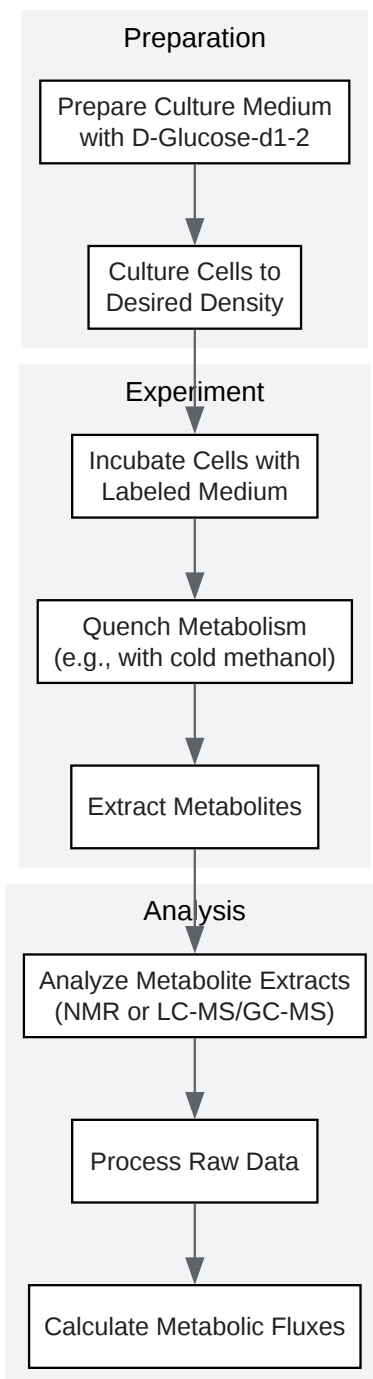 Preparation
Prepare Culture Medium
with D-Glucose-d1-2
Culture Cells to
Desired Density
Experiment
Incubate Cells with
Labeled Medium
Quench Metabolism
(e.g., with cold methanol)
Extract Metabolites
Analysis
Analyze Metabolite Extracts
(NMR or LC-MS/GC-MS)
Process Raw Data
Calculate Metabolic Fluxes